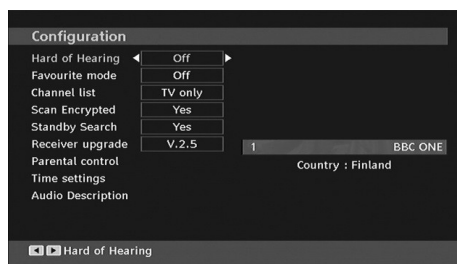 Configuration
Hard of Hearing Off
Favourite mode Off
Channel list TV only
Scan Encrypted Yes
Standby Search Yes
Receiver upgrade V.2.5
Parental control
Time settings
Audio Description
1 BBC ONE
Country : Finland
Hard of Hearing